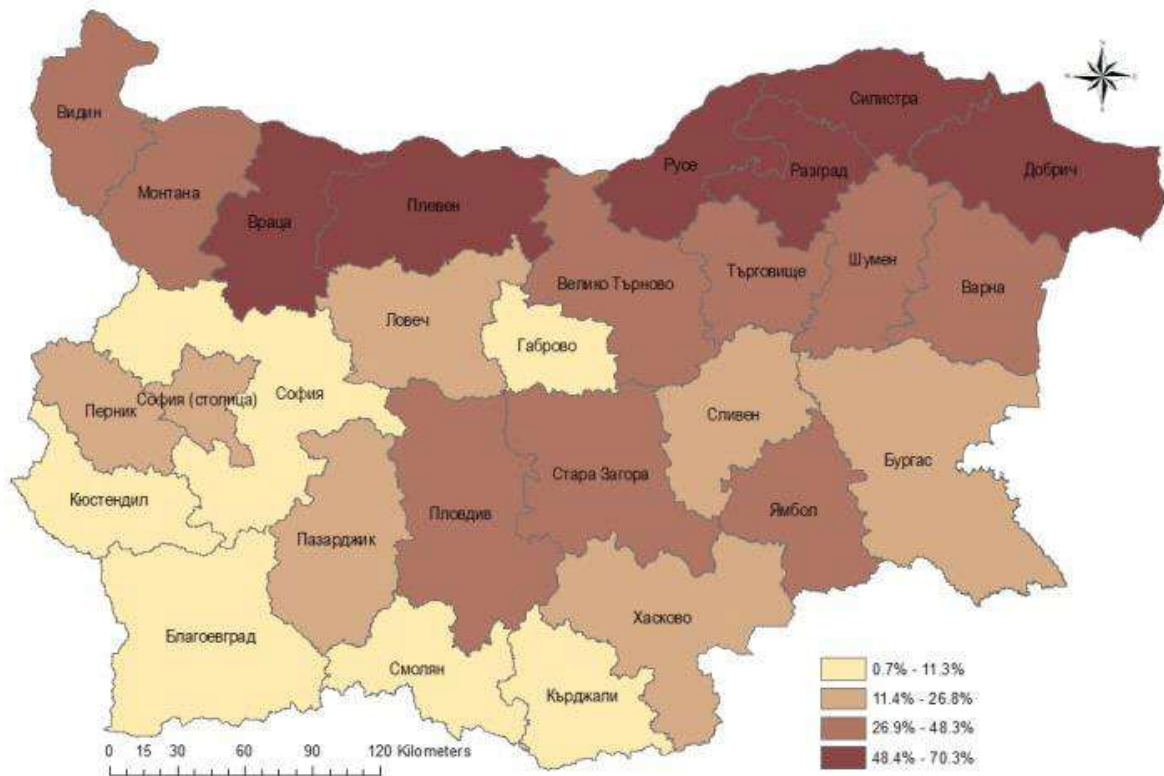 Видин
Монтана
Враца
Плевен
Русе
Силистра
Разград
Добрич
Велико Търново
Търговище
Шумен
Варна
Ловеч
Габрово
София
София (столица)
Перник
Кюстендил
Сливен
Бургас
Стара Загора
Ямбол
Пловдив
Пазарджик
Хасково
Благоевград
Смолян
Кърджали
0.7% - 11.3%
11.4% - 26.8%
26.9% - 48.3%
48.4% - 70.3%
0 15 30 60 90 120 Kilometers